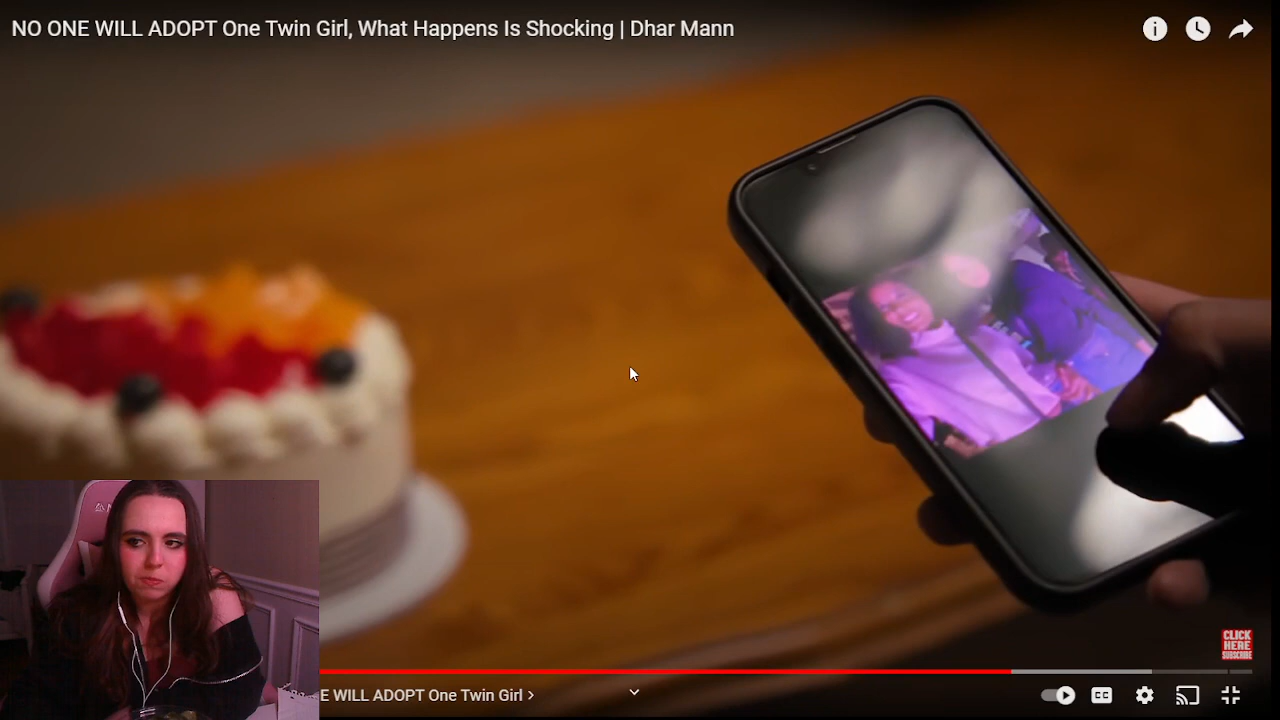 NO ONE WILL ADOPT One Twin Girl, What Happens Is Shocking | Dhar Mann
CLICK
HERE
SUBSCRIBE
E WILL ADOPT One Twin Girl
CC